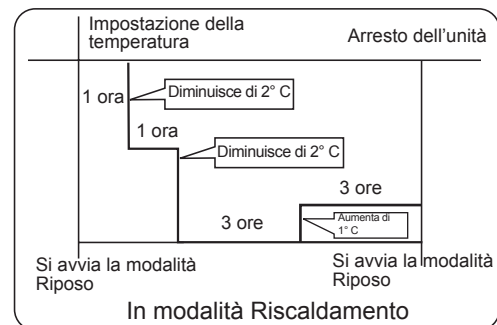 Impostazione della
temperatura
Arresto dell'unità
1 ora
Diminuisce di 2° C
1 ora
Diminuisce di 2° C
3 ore
3 ore
Aumenta di
1° C
Si avvia la modalità
Riposo
Si avvia la modalità
Riposo
In modalità Riscaldamento